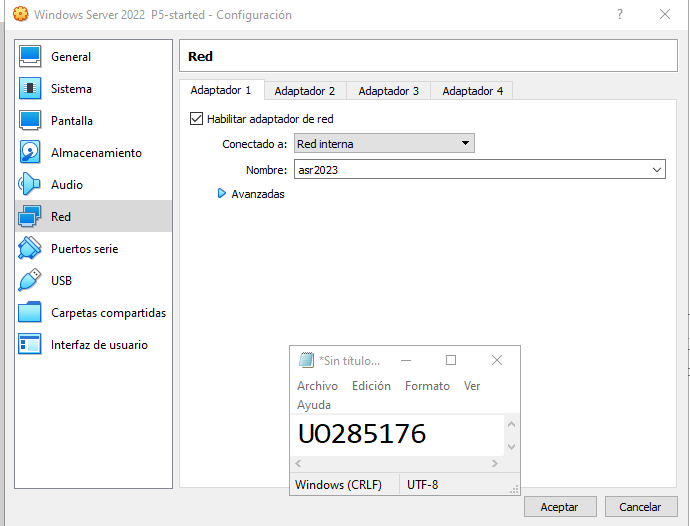 Windows Server 2022 P5-started - Configuración
General
Sistema
Pantalla
Almacenamiento
Audio
Red
Puertos serie
USB
Carpetas compartidas
Interfaz de usuario
Red
Adaptador 1 Adaptador 2 Adaptador 3 Adaptador 4
Habilitar adaptador de red
Conectado a: Red interna
Nombre: asr2023
Avanzadas
*Sin título...
Archivo Edición Formato Ver
Ayuda
UO285176
Windows (CRLF) UTF-8
Aceptar Cancelar